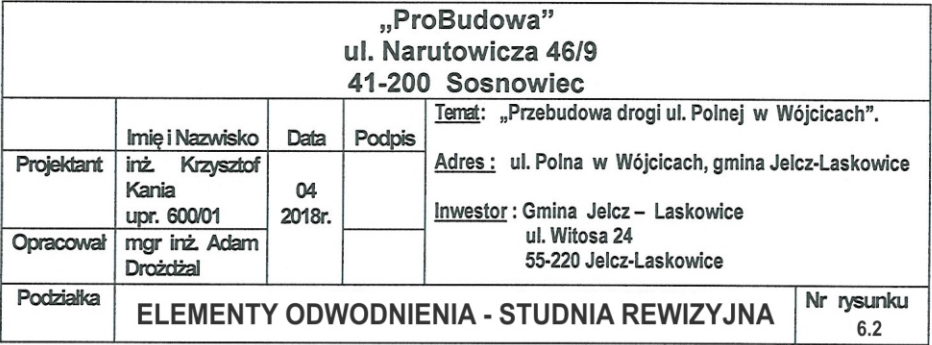 „ProBudowa”
ul. Narutowicza 46/9
41-200 Sosnowiec
Imię i Nazwisko Data Podpis
Projektant inż. Krzysztof
Kania
upr. 600/01
04
2018r.
Opracował mgr inż. Adam
Drożdżal
Temat: „Przebudowa drogi ul. Polnej w Wójcicach”.
Adres : ul. Polna w Wójcicach, gmina Jelcz-Laskowice
Inwestor : Gmina Jelcz – Laskowice
ul. Witosa 24
55-220 Jelcz-Laskowice
Podziałka
ELEMENTY ODWODNIENIA - STUDNIA REWIZYJNA
Nr rysunku
6.2